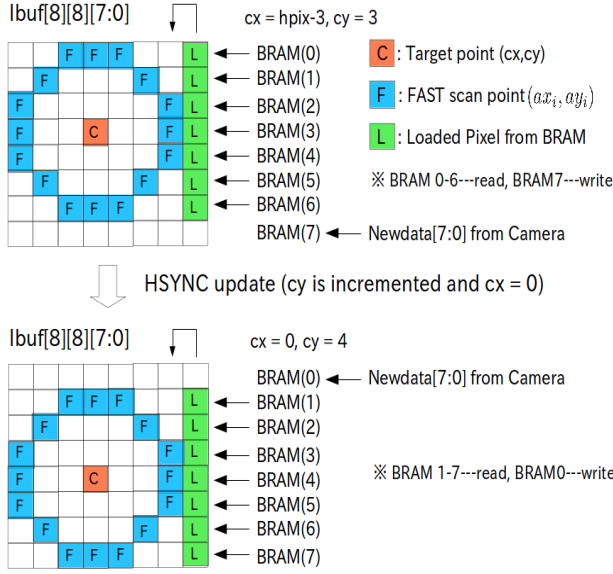 Ibuf[8][8][7:0]
cx = hpix-3, cy = 3
F F F L BRAM(0)
F F L BRAM(1)
F F L BRAM(2)
F C F L BRAM(3)
F F L BRAM(4)
F F L BRAM(5)
F F F L BRAM(6)
BRAM(7) Newdata[7:0] from Camera
C : Target point (cx,cy)
F : FAST scan point(ax_i, ay_i)
L : Loaded Pixel from BRAM
※ BRAM 0-6---read, BRAM7---write
HSYNC update (cy is incremented and cx = 0)
Ibuf[8][8][7:0]
cx = 0, cy = 4
BRAM(0) Newdata[7:0] from Camera
F F F L BRAM(1)
F F L BRAM(2)
F F L BRAM(3)
F C F L BRAM(4)
F F L BRAM(5)
F F L BRAM(6)
F F F L BRAM(7)
※ BRAM 1-7---read, BRAM0---write